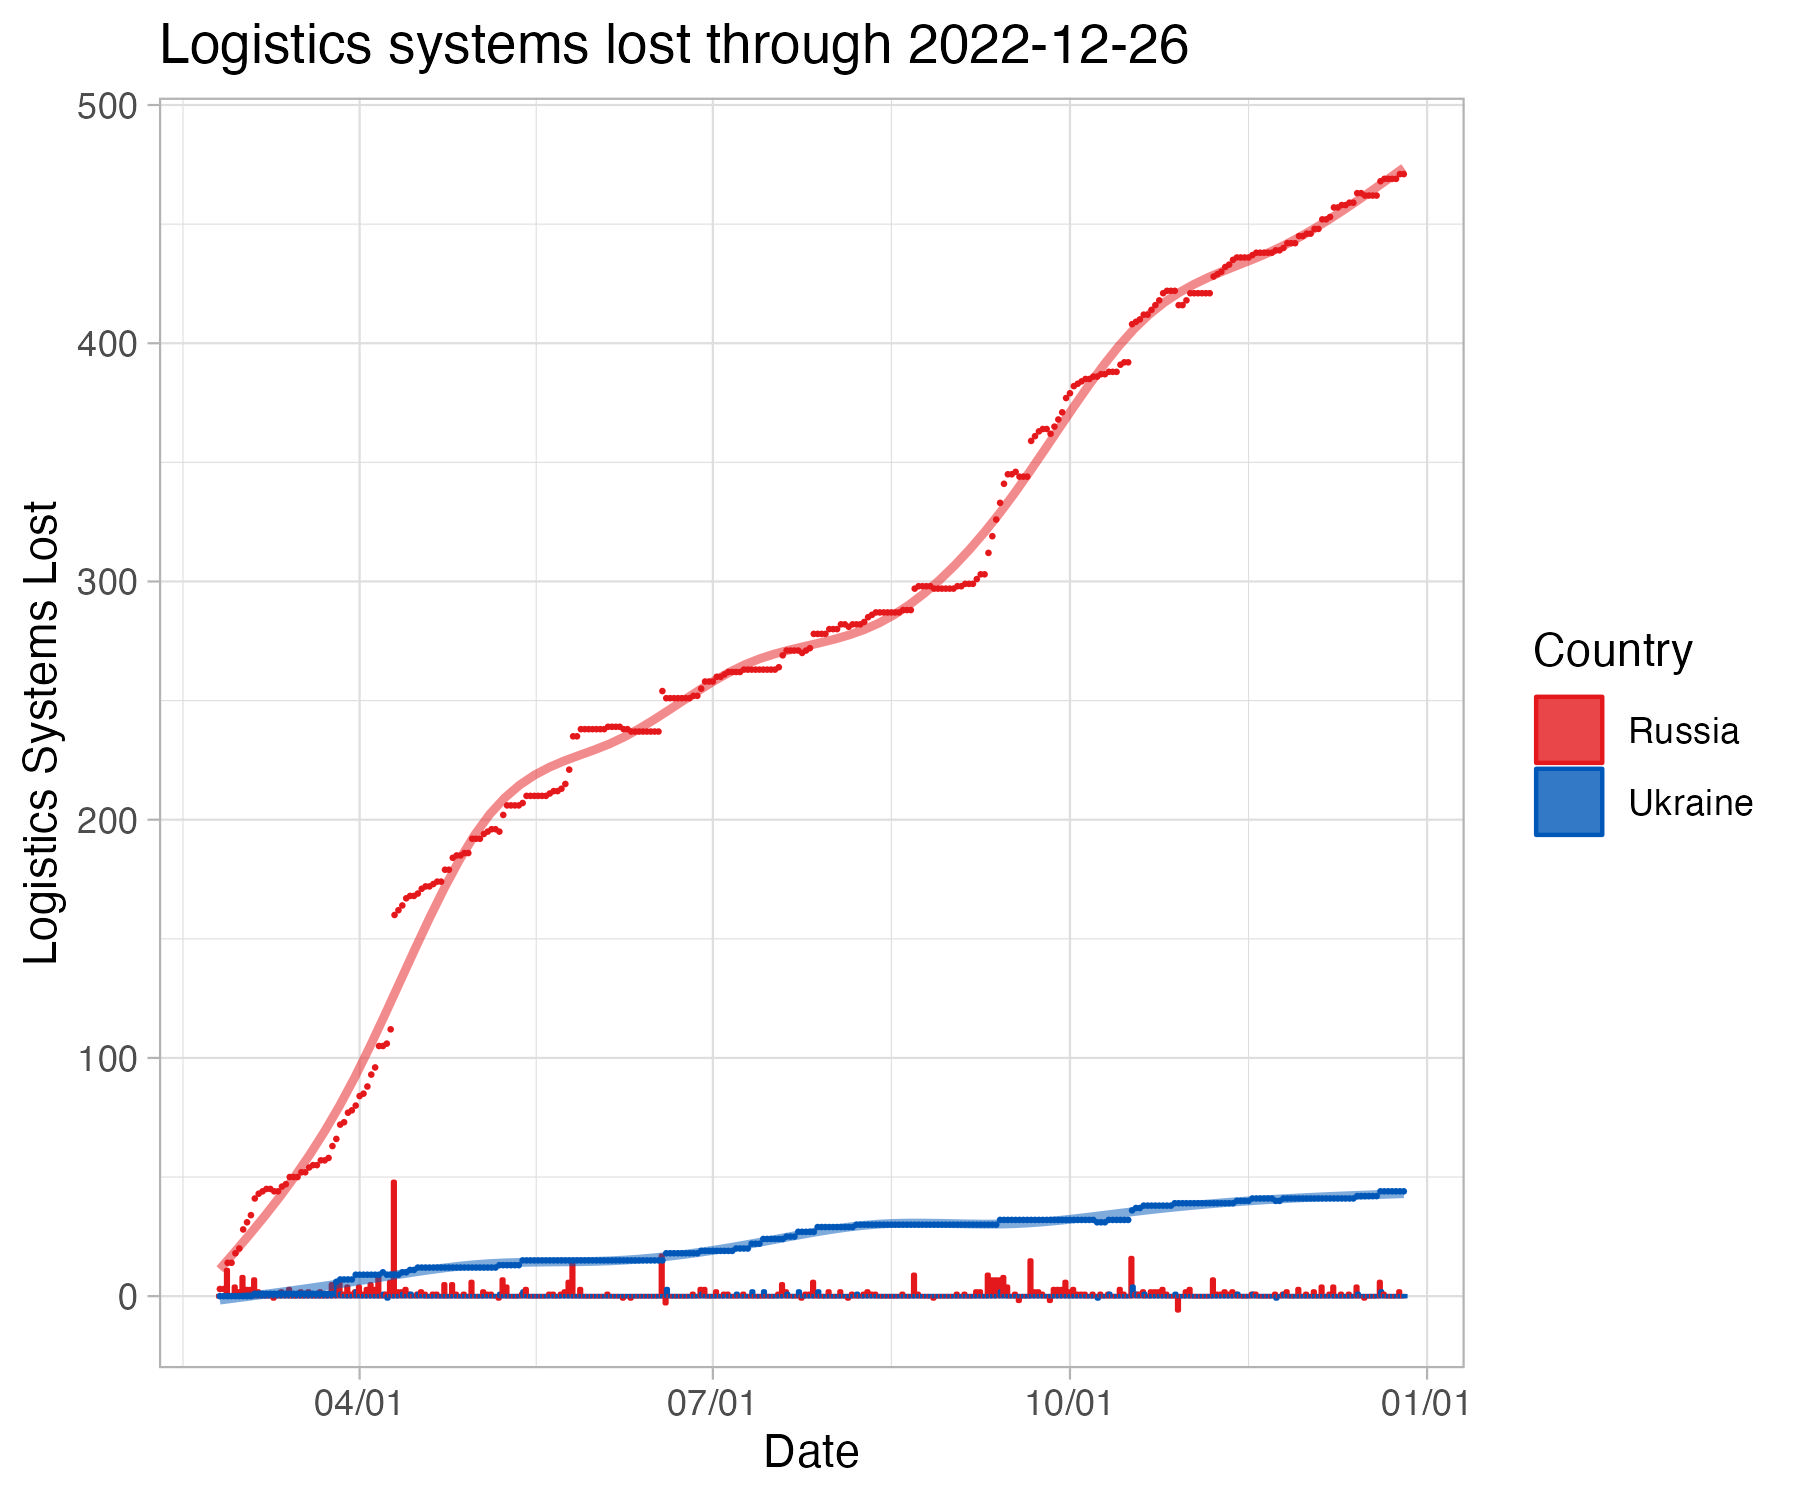 Logistics systems lost through 2022-12-26
Logistics Systems Lost
500
400
300
200
100
0
04/01
07/01
10/01
01/01
Date
Country
Russia
Ukraine